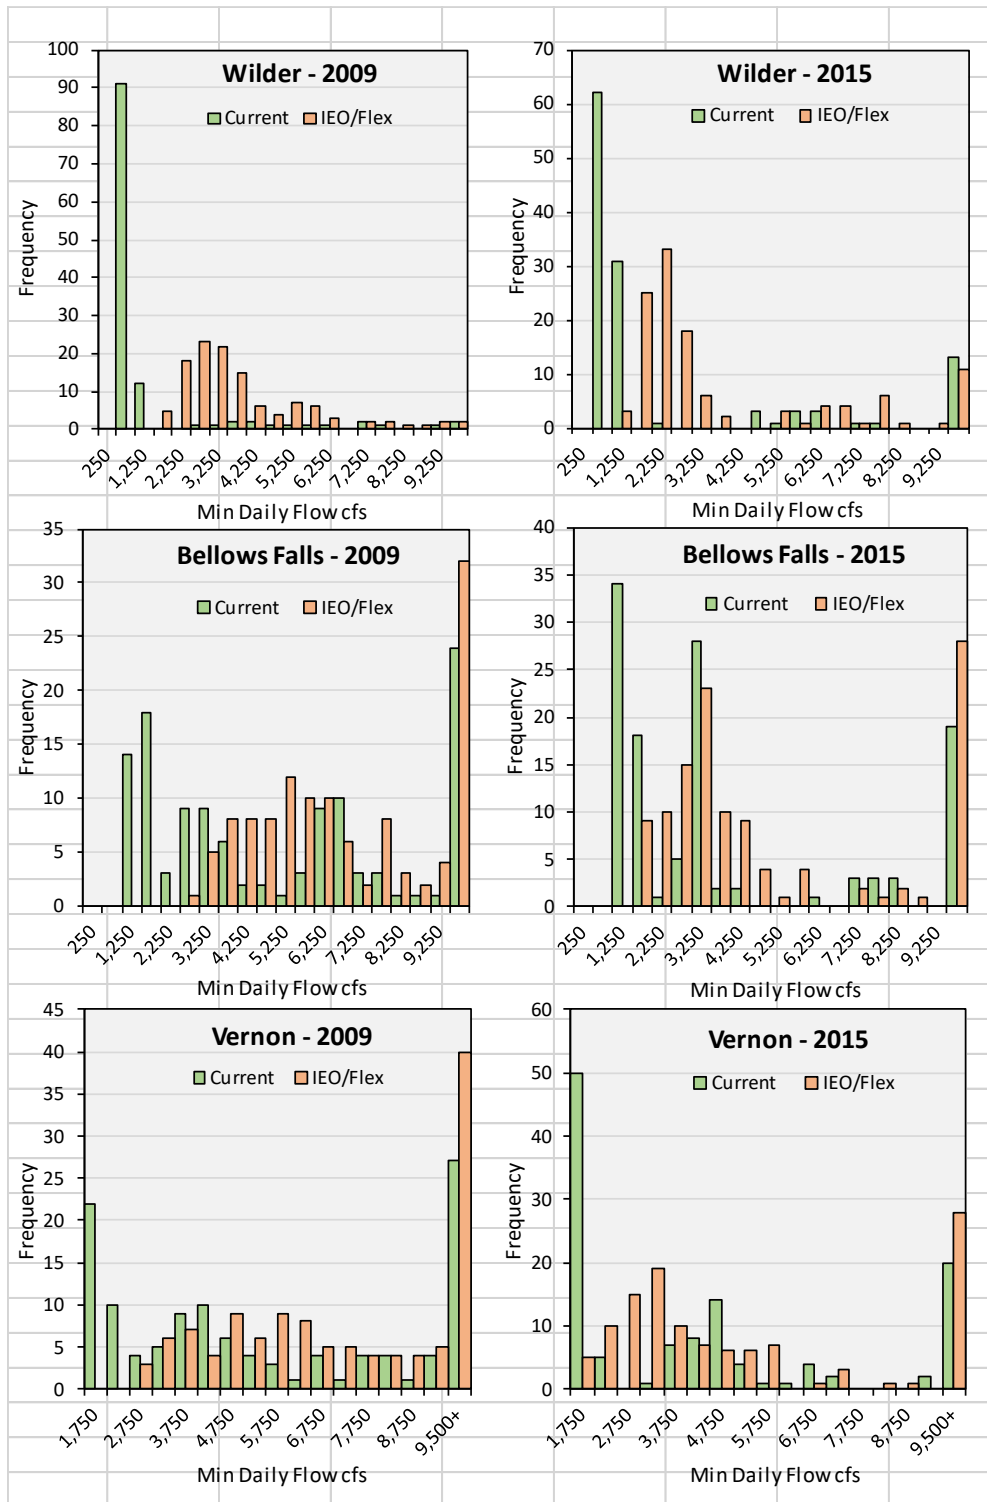 Wilder - 2009
Current IEO/Flex
Frequency
100
90
80
70
60
50
40
30
20
10
0
250 1,250 2,250 3,250 4,250 5,250 6,250 7,250 8,250 9,250
Min Daily Flow cfs
Wilder - 2015
Current IEO/Flex
Frequency
70
60
50
40
30
20
10
0
250 1,250 2,250 3,250 4,250 5,250 6,250 7,250 8,250 9,250
Min Daily Flow cfs
Bellows Falls - 2009
Current IEO/Flex
Frequency
35
30
25
20
15
10
5
0
250 1,250 2,250 3,250 4,250 5,250 6,250 7,250 8,250 9,250
Min Daily Flow cfs
Bellows Falls - 2015
Current IEO/Flex
Frequency
40
35
30
25
20
15
10
5
0
250 1,250 2,250 3,250 4,250 5,250 6,250 7,250 8,250 9,250
Min Daily Flow cfs
Vernon - 2009
Current IEO/Flex
Frequency
45
40
35
30
25
20
15
10
5
0
1,750 2,750 3,750 4,750 5,750 6,750 7,750 8,750 9,500+
Min Daily Flow cfs
Vernon - 2015
Current IEO/Flex
Frequency
60
50
40
30
20
10
0
1,750 2,750 3,750 4,750 5,750 6,750 7,750 8,750 9,500+
Min Daily Flow cfs